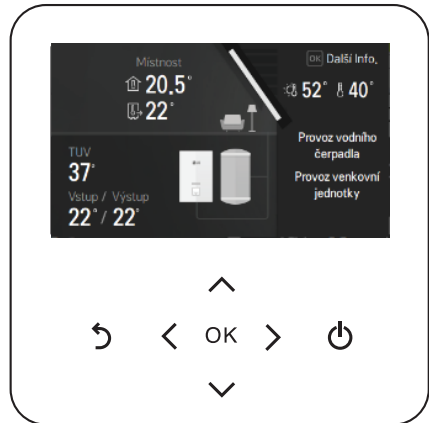 Místnost
20.5°
22°
TUV
37°
Vstup / Výstup
22° / 22°
OK Další Info.
52° 40°
Provoz vodního
čerpadla
Provoz venkovní
jednotky
OK